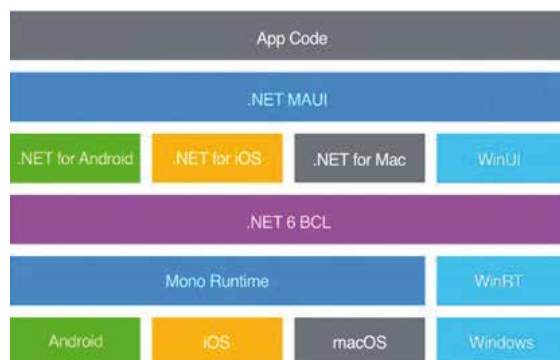 App Code
.NET MAUI
.NET for Android .NET for iOS .NET for Mac WinUI
.NET 6 BCL
Mono Runtime WinRT
Android iOS macOS Windows